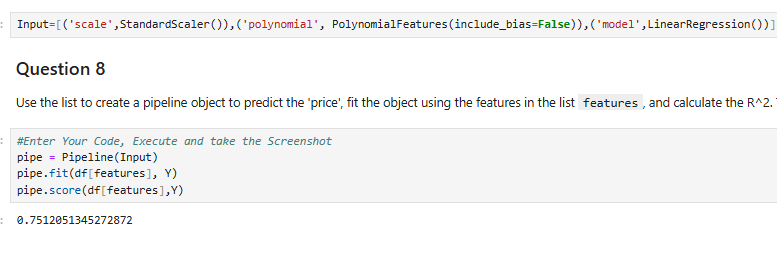 Input=[('scale',StandardScaler()),('polynomial', PolynomialFeatures(include_bias=False)),('model',LinearRegression())]
Question 8
Use the list to create a pipeline object to predict the 'price', fit the object using the features in the list features , and calculate the R^2.
#Enter Your Code, Execute and take the Screenshot
pipe = Pipeline(Input)
pipe.fit(df[features], Y)
pipe.score(df[features],Y)
0.7512051345272872